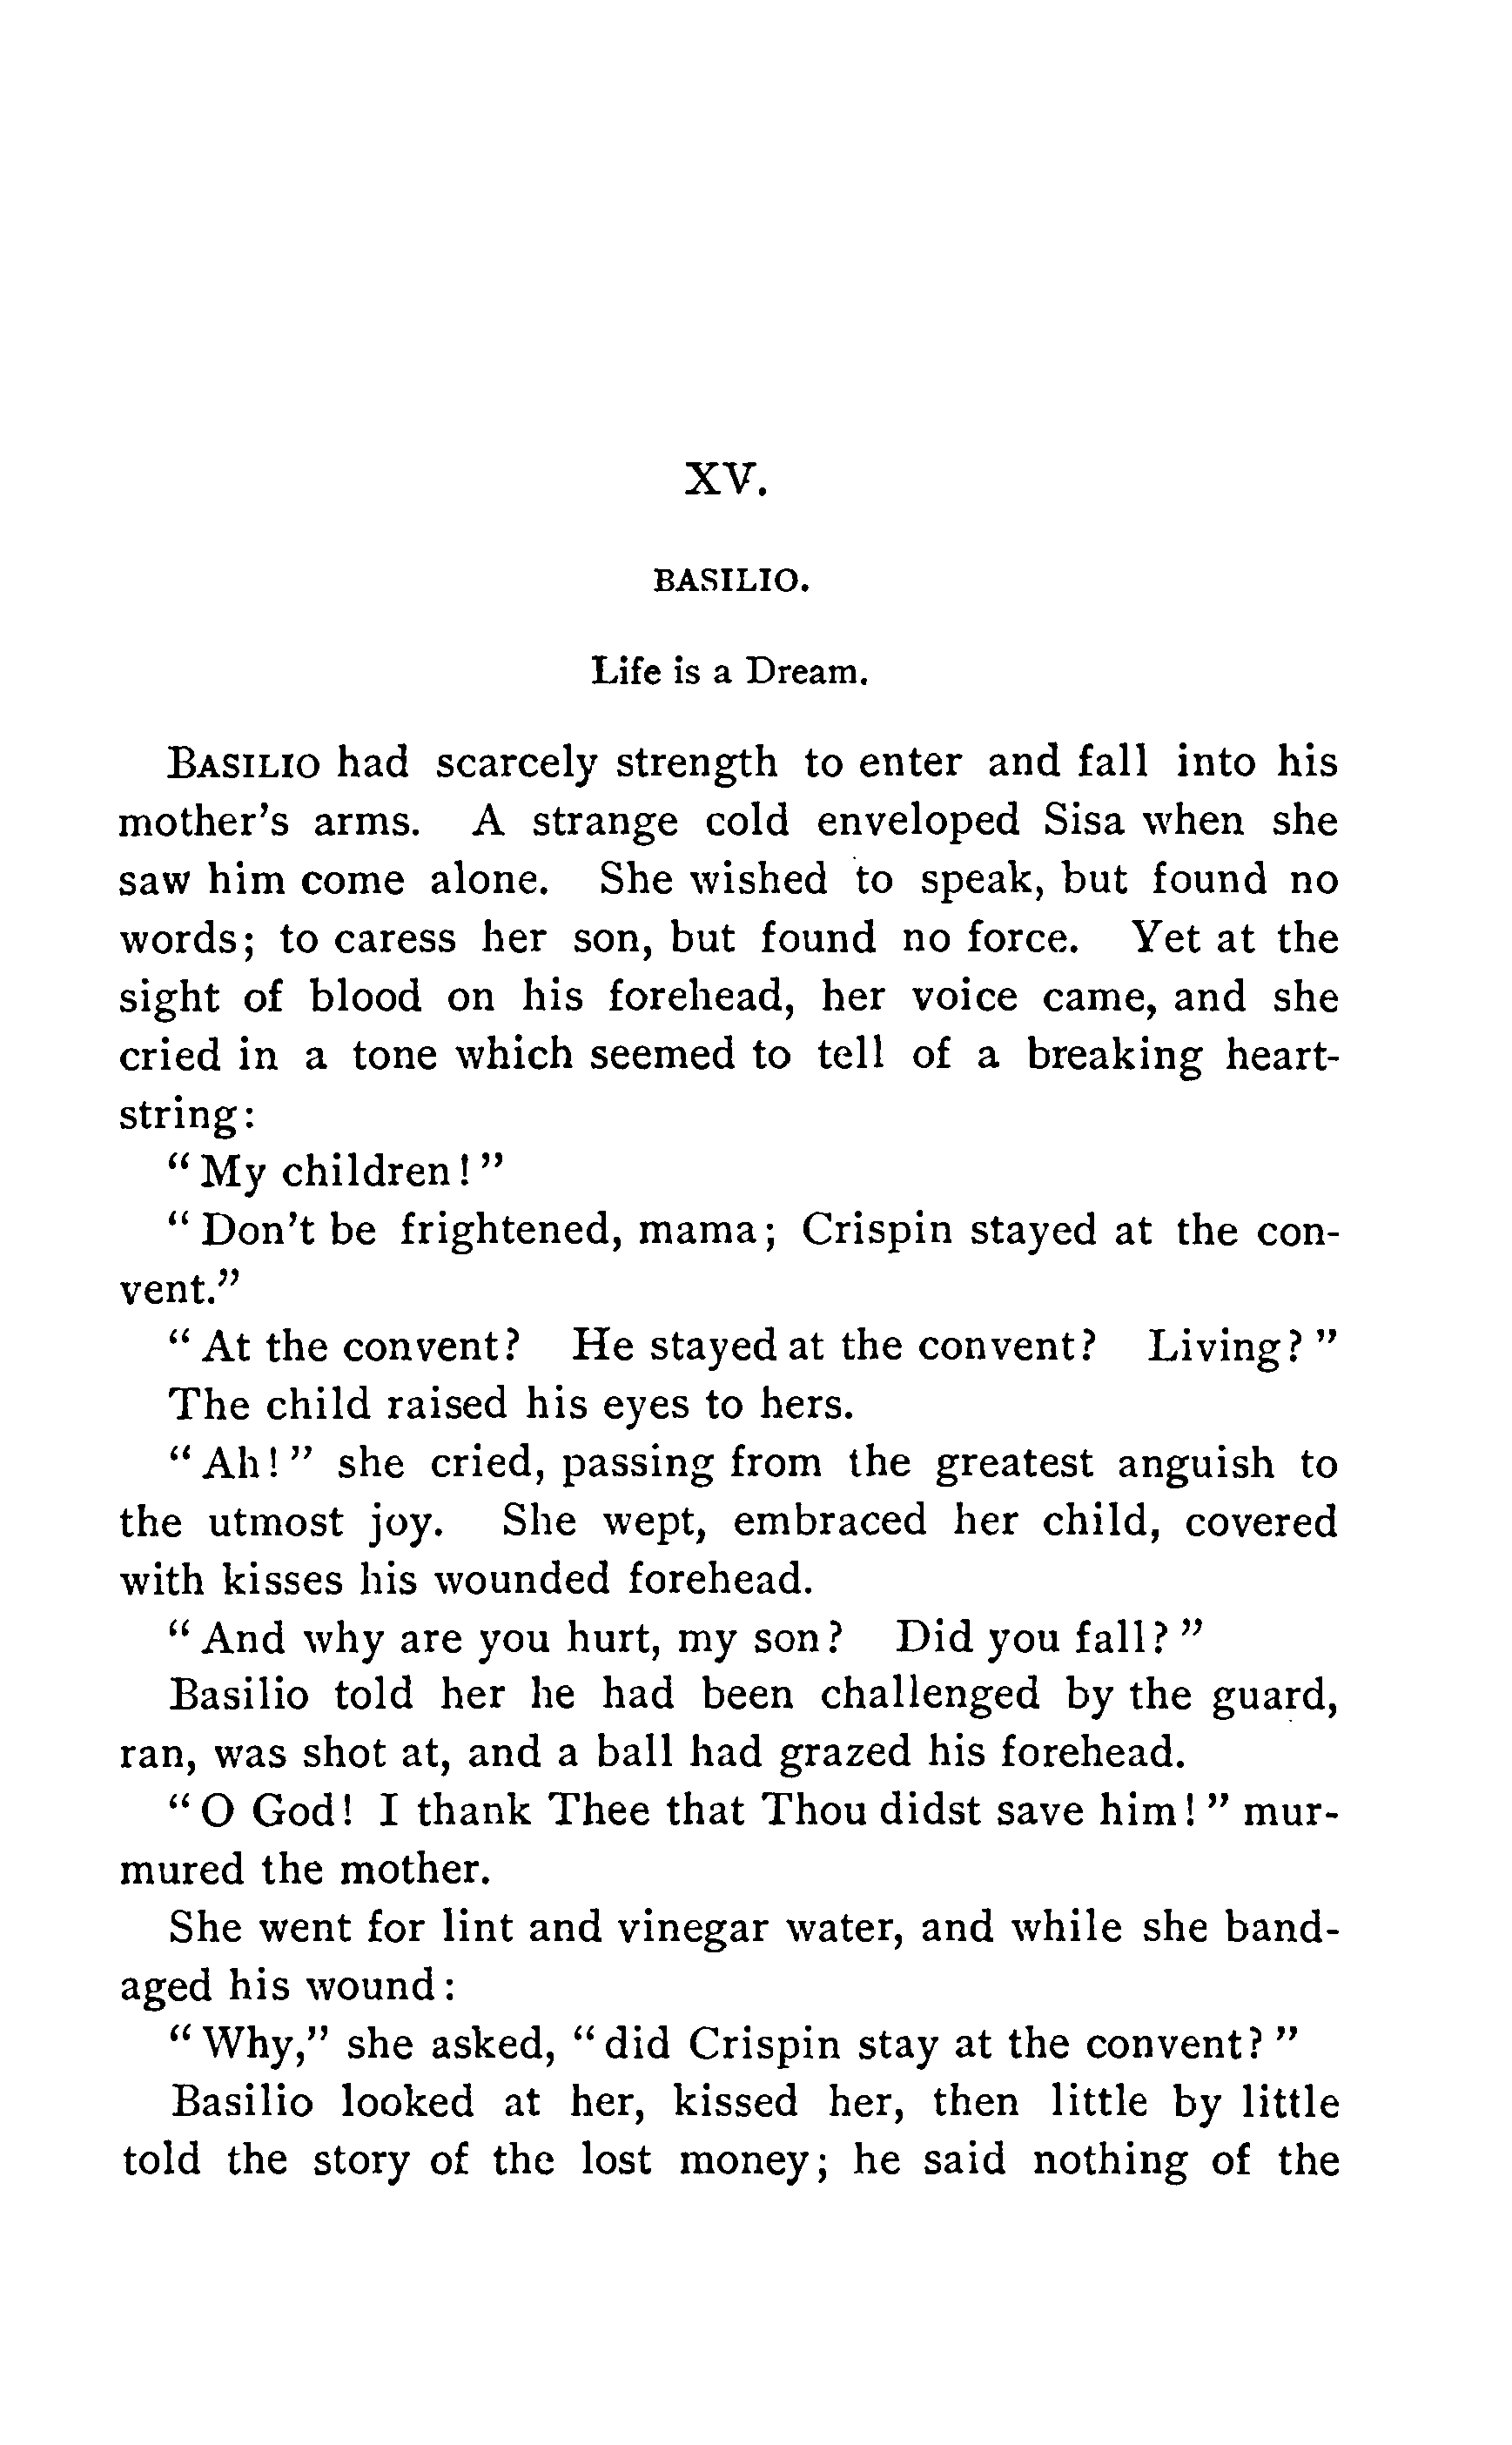 XV.
BASILIO.
Life is a Dream.
BASILIO had scarcely strength to enter and fall into his
mother's arms. A strange cold enveloped Sisa when she
saw him come alone. She wished to speak, but found no
words; to caress her son, but found no force. Yet at the
sight of blood on his forehead, her voice came, and she
cried in a tone which seemed to tell of a breaking heart-
string:
“My children!”
“Don't be frightened, mama; Crispin stayed at the con-
vent.”
“At the convent? He stayed at the convent? Living?”
The child raised his eyes to hers.
“Ah!” she cried, passing from the greatest anguish to
the utmost joy. She wept, embraced her child, covered
with kisses his wounded forehead.
“And why are you hurt, my son? Did you fall?”
Basilio told her he had been challenged by the guard,
ran, was shot at, and a ball had grazed his forehead.
“O God! I thank Thee that Thou didst save him!” mur-
mured the mother.
She went for lint and vinegar water, and while she band-
aged his wound:
“Why,” she asked, “did Crispin stay at the convent?”
Basilio looked at her, kissed her, then little by little
told the story of the lost money; he said nothing of the